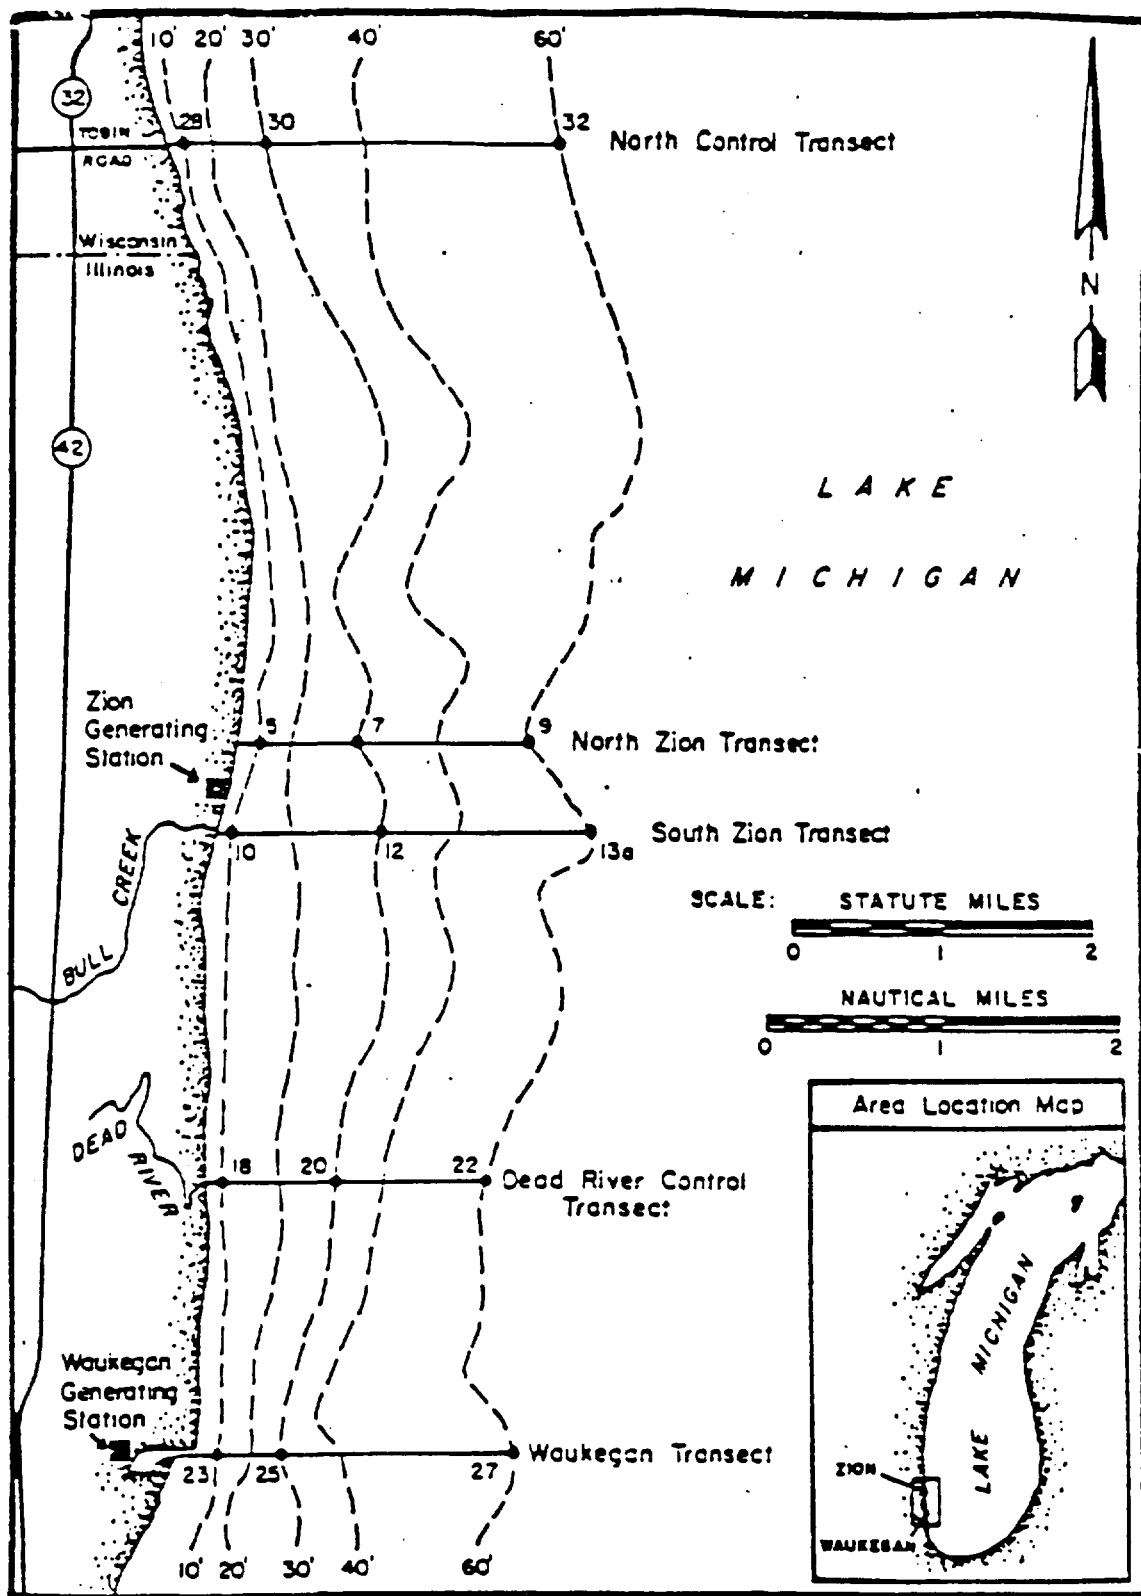 10' 20' 30' 40' 60'
32
TOBIN
ROAD
28 30 32
North Control Transect
Wisconsin
Illinois
N
42
LAKE
MICHIGAN
Zion
Generating
Station
5 7 9
North Zion Transect
10 12 13a
South Zion Transect
BULL CREEK
SCALE: STATUTE MILES
0 1 2
NAUTICAL MILES
0 1 2
DEAD RIVER
18 20 22
Dead River Control
Transect
Area Location Map
LAKE MICHIGAN
ZION
WAUKEGAN
Waukegan
Generating
Station
23 25 27
Waukegan Transect
10' 20' 30' 40' 60'